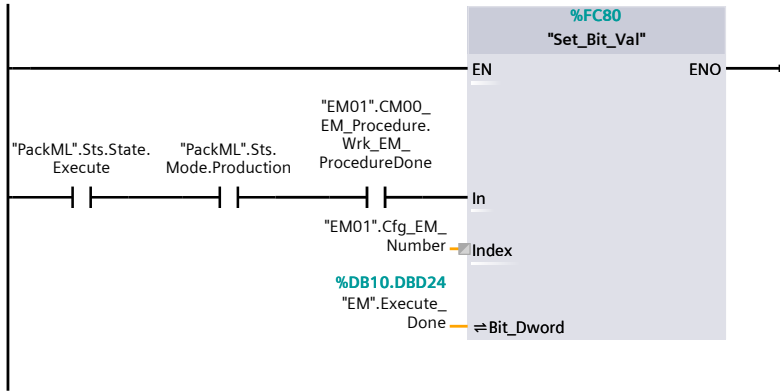 %FC80
"Set_Bit_Val"
EN
ENO
"EM01".CM00_
EM_Procedure.
Wrk_EM_
ProcedureDone
"PackML".Sts.State.
Execute
"PackML".Sts.
Mode.Production
In
"EM01".Cfg_EM_
Number
Index
%DB10.DBD24
"EM".Execute_
Done
Bit_Dword